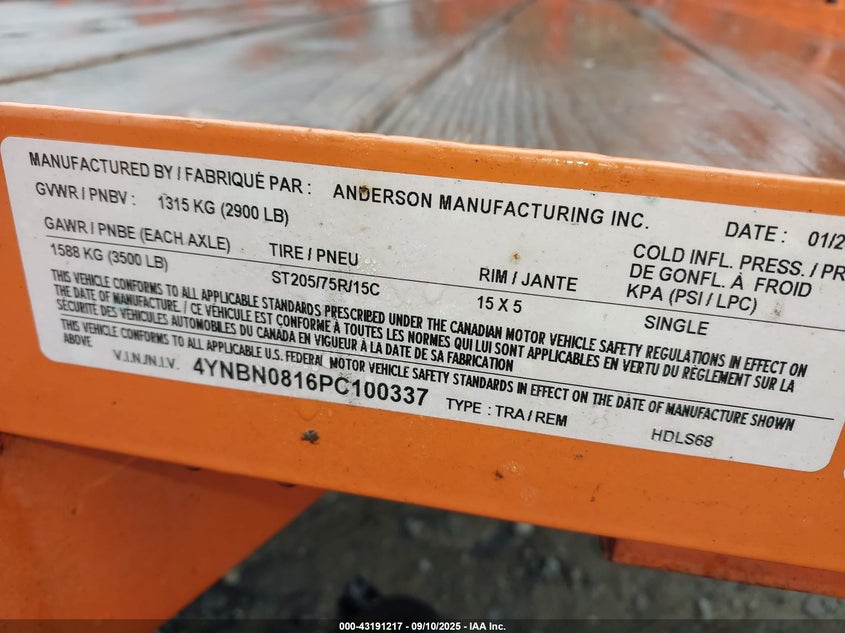 MANUFACTURED BY / FABRIQUÉ PAR : ANDERSON MANUFACTURING INC. DATE : 01/2
GVWR / PNBV : 1315 KG (2900 LB)
GAWR / PNBE (EACH AXLE) TIRE / PNEU RIM / JANTE COLD INFL. PRESS. / PR
DE GONFL. À FROID
KPA (PSI / LPC)
1588 KG (3500 LB) ST205/75R/15C 15 X 5 SINGLE
THIS VEHICLE CONFORMS TO ALL APPLICABLE STANDARDS PRESCRIBED UNDER THE CANADIAN MOTOR VEHICLE SAFETY REGULATIONS IN EFFECT ON
THE DATE OF MANUFACTURE. / CE VÉHICULE EST CONFORME À TOUTES LES NORMES QUI LUI SONT APPLICABLES EN VERTU DU RÈGLEMENT SUR LA
SÉCURITÉ DES VÉHICULES AUTOMOBILES DU CANADA EN VIGUEUR À LA DATE DE SA FABRICATION
THIS VEHICLE CONFORMS TO ALL APPLICABLE U.S. FEDERAL MOTOR VEHICLE SAFETY STANDARDS IN EFFECT ON THE DATE OF MANUFACTURE SHOWN
ABOVE
V.I.N./N.I.V. 4YNBN0816PC100337 TYPE : TRA / REM HDLS68
000-43191217 - 09/10/2025 - IAA Inc.